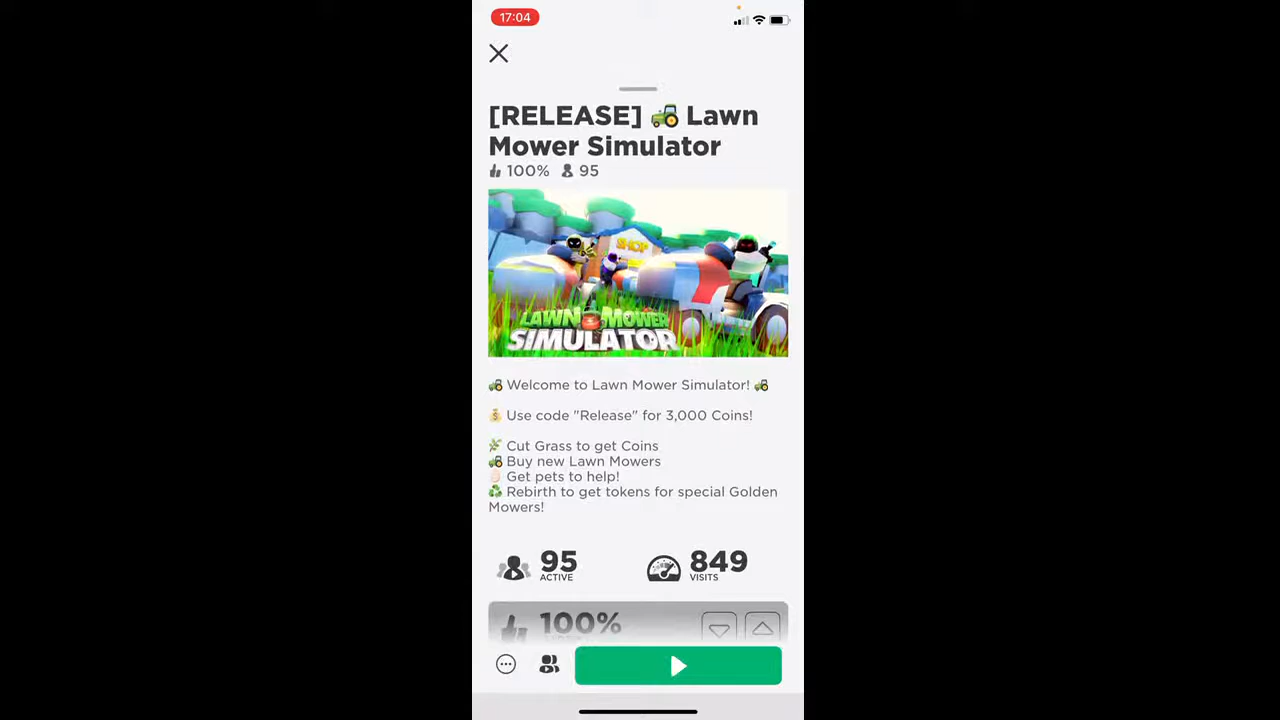 17:04
[RELEASE] 🚜 Lawn
Mower Simulator
100% 95
SHOP
LAWN MOWER
SIMULATOR
🚜 Welcome to Lawn Mower Simulator! 🚜
💰 Use code "Release" for 3,000 Coins!
🌿 Cut Grass to get Coins
🚜 Buy new Lawn Mowers
🥚 Get pets to help!
♻️ Rebirth to get tokens for special Golden
Mowers!
95
ACTIVE
849
VISITS
100%